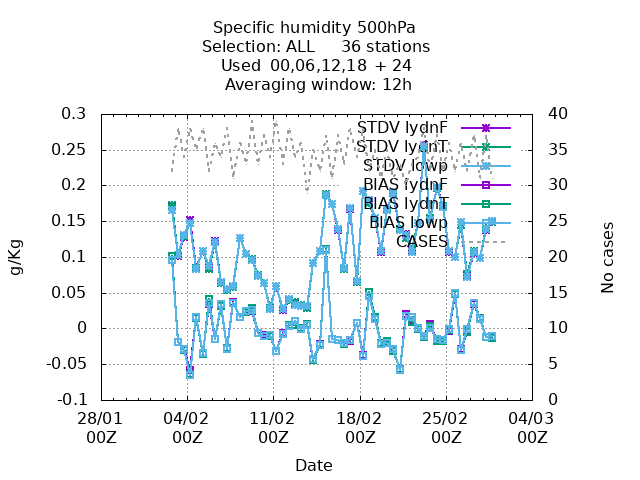 Specific humidity 500hPa
Selection: ALL 36 stations
Used 00,06,12,18 + 24
Averaging window: 12h
0.3
0.25
0.2
0.15
0.1
0.05
0
-0.05
-0.1
40
35
30
25
20
15
10
5
0
g/Kg
No cases
STDV lydnF
STDV lydnT
STDV lowp
BIAS lydnF
BIAS lydnT
BIAS lowp
CASES
28/01 04/02 11/02 18/02 25/02 04/03
00Z 00Z 00Z 00Z 00Z 00Z
Date